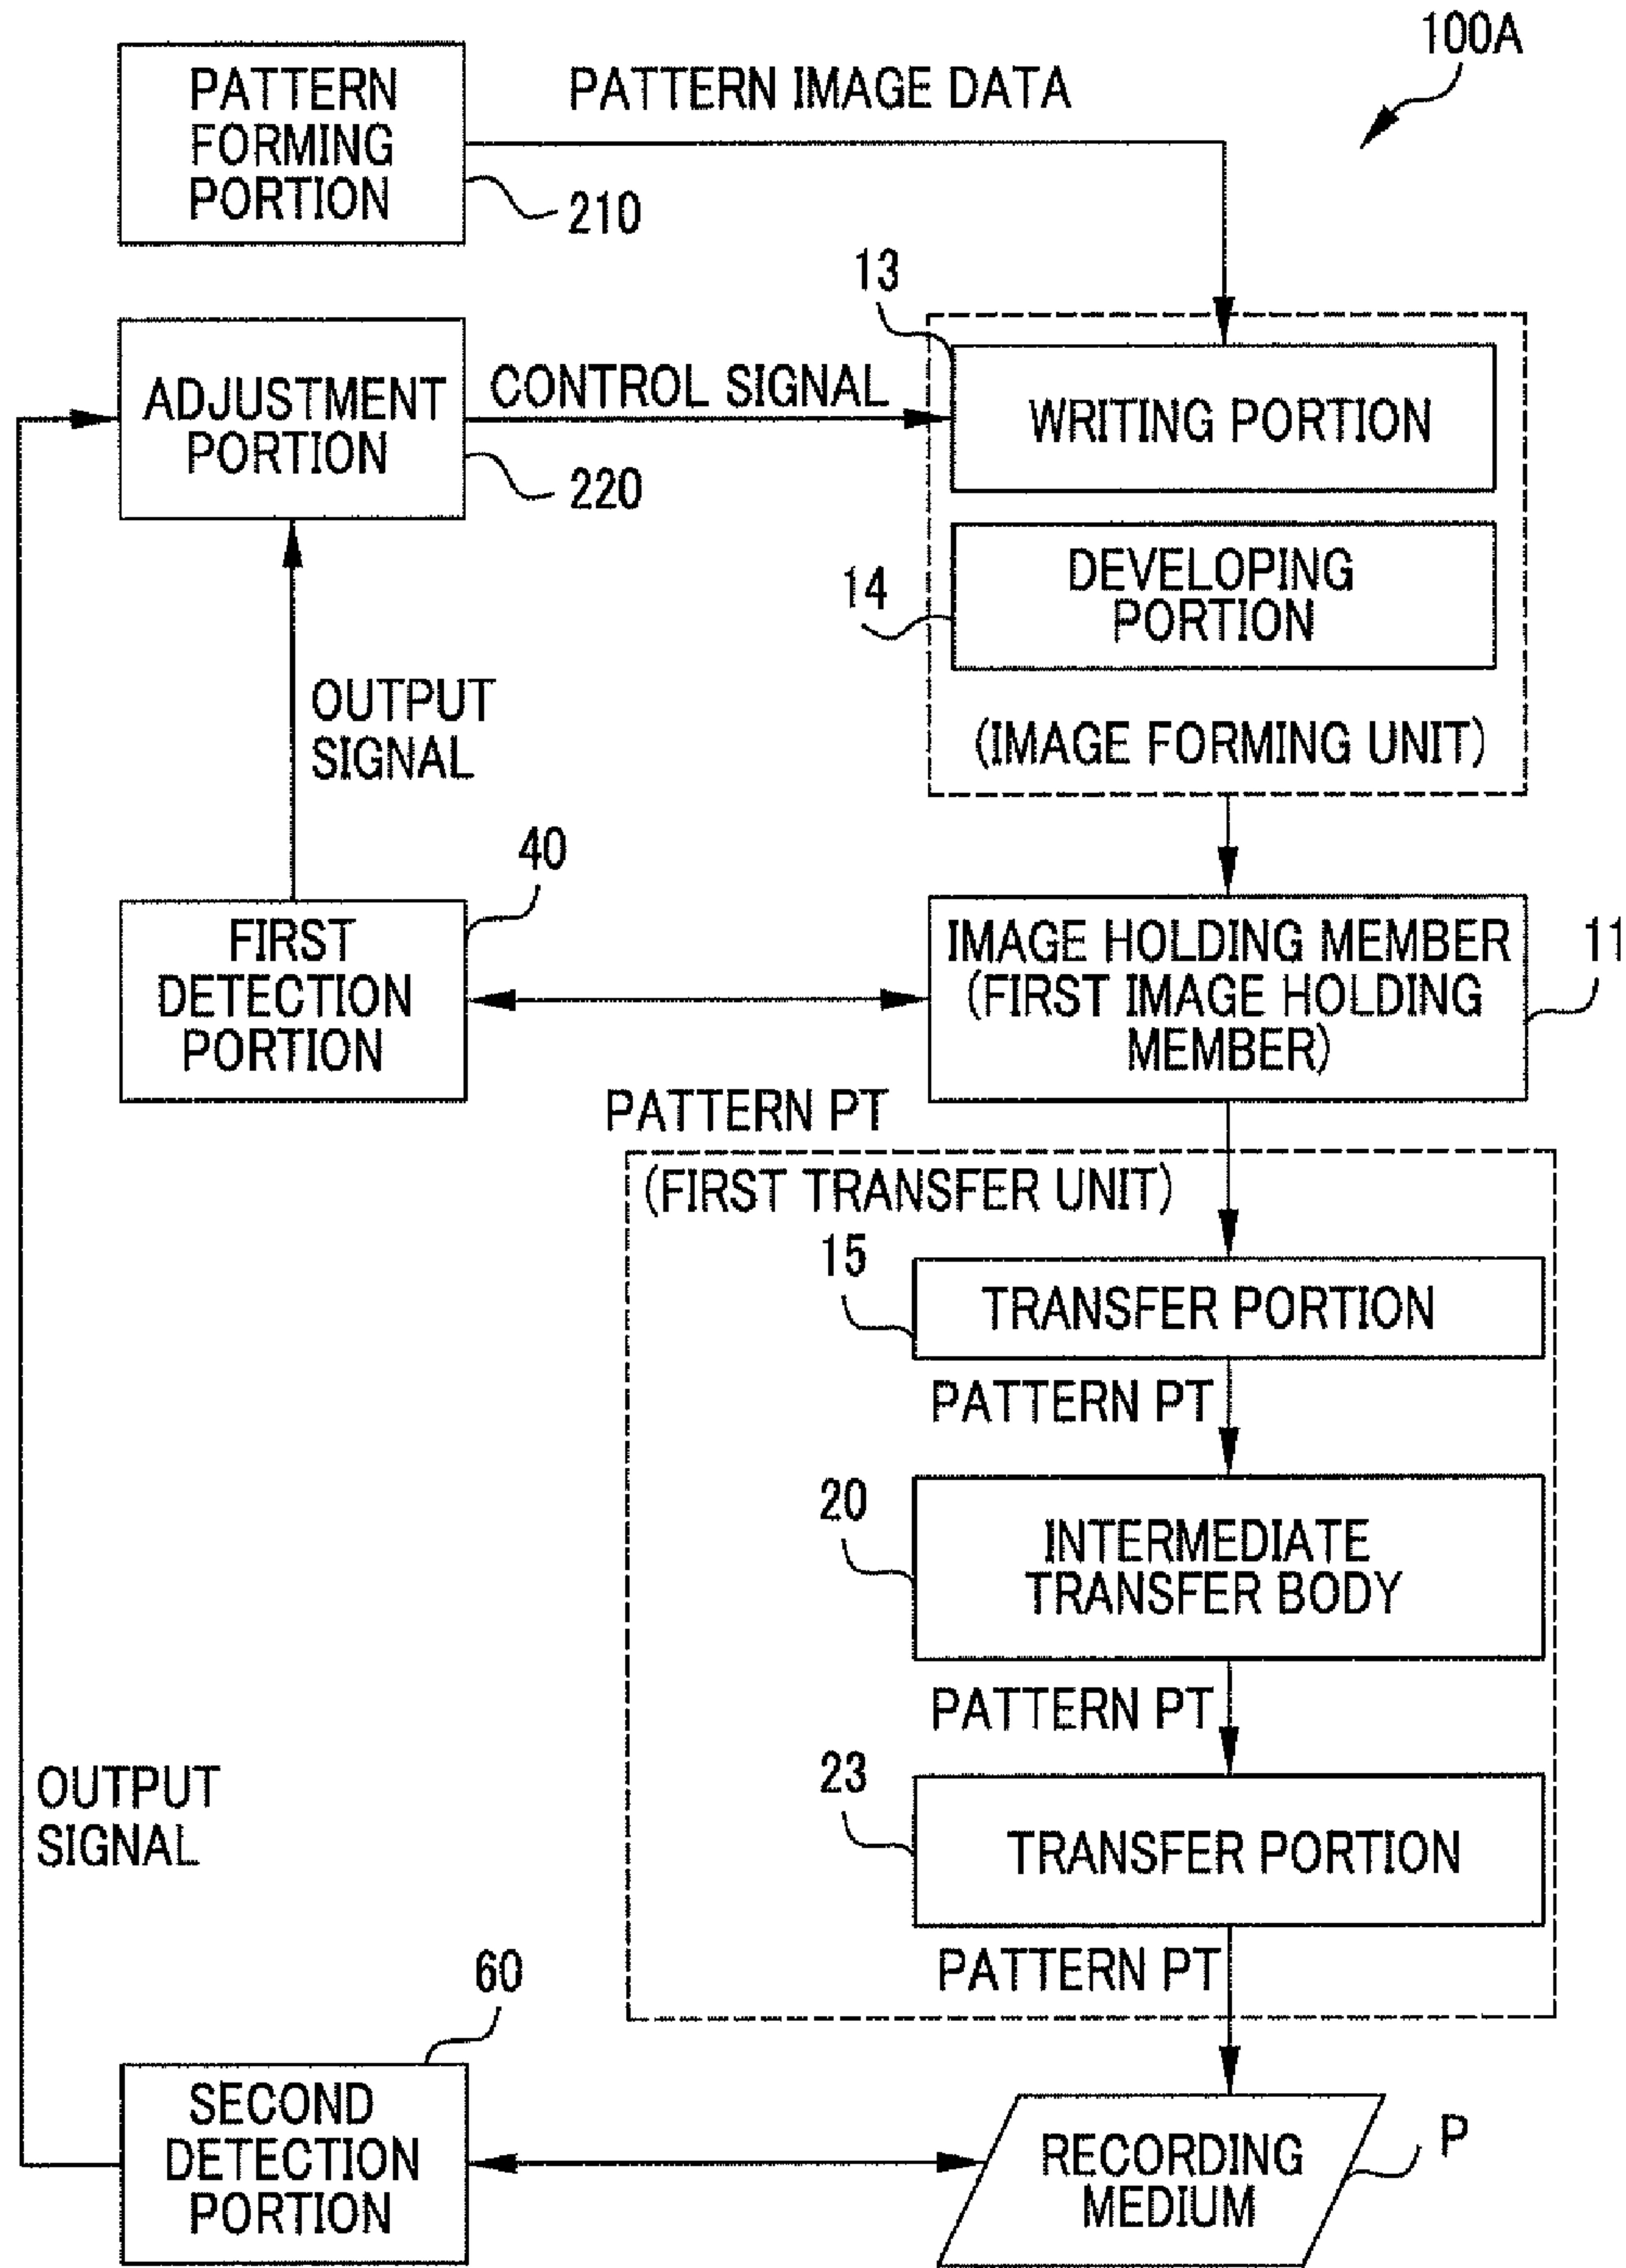 100A
PATTERN
FORMING
PORTION
210
PATTERN IMAGE DATA
13
ADJUSTMENT
PORTION
220
CONTROL SIGNAL
WRITING PORTION
14
DEVELOPING
PORTION
(IMAGE FORMING UNIT)
OUTPUT
SIGNAL
40
FIRST
DETECTION
PORTION
IMAGE HOLDING MEMBER
(FIRST IMAGE HOLDING
MEMBER)
11
PATTERN PT
(FIRST TRANSFER UNIT)
15
TRANSFER PORTION
PATTERN PT
20
INTERMEDIATE
TRANSFER BODY
PATTERN PT
23
TRANSFER PORTION
OUTPUT
SIGNAL
PATTERN PT
60
SECOND
DETECTION
PORTION
RECORDING
MEDIUM
P